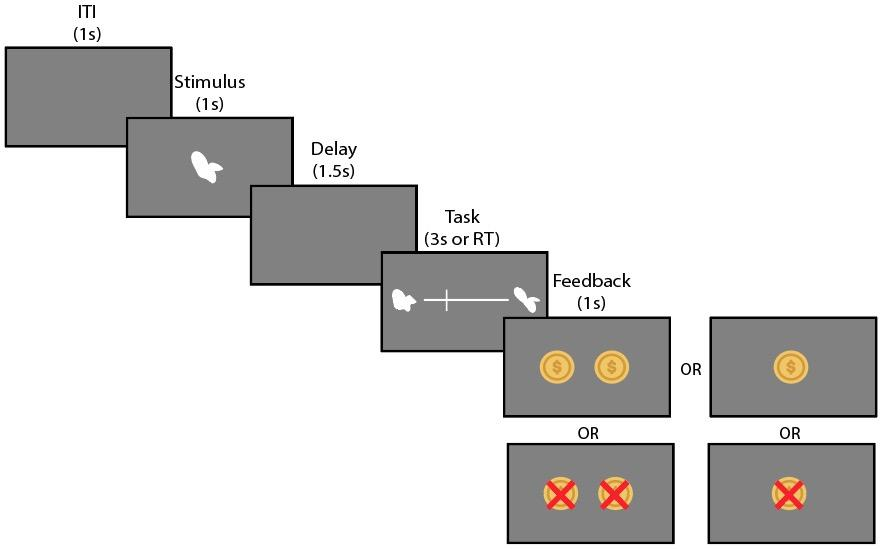 ITI
(1s)
Stimulus
(1s)
Delay
(1.5s)
Task
(3s or RT)
Feedback
(1s)
$ $
OR
$
OR
OR